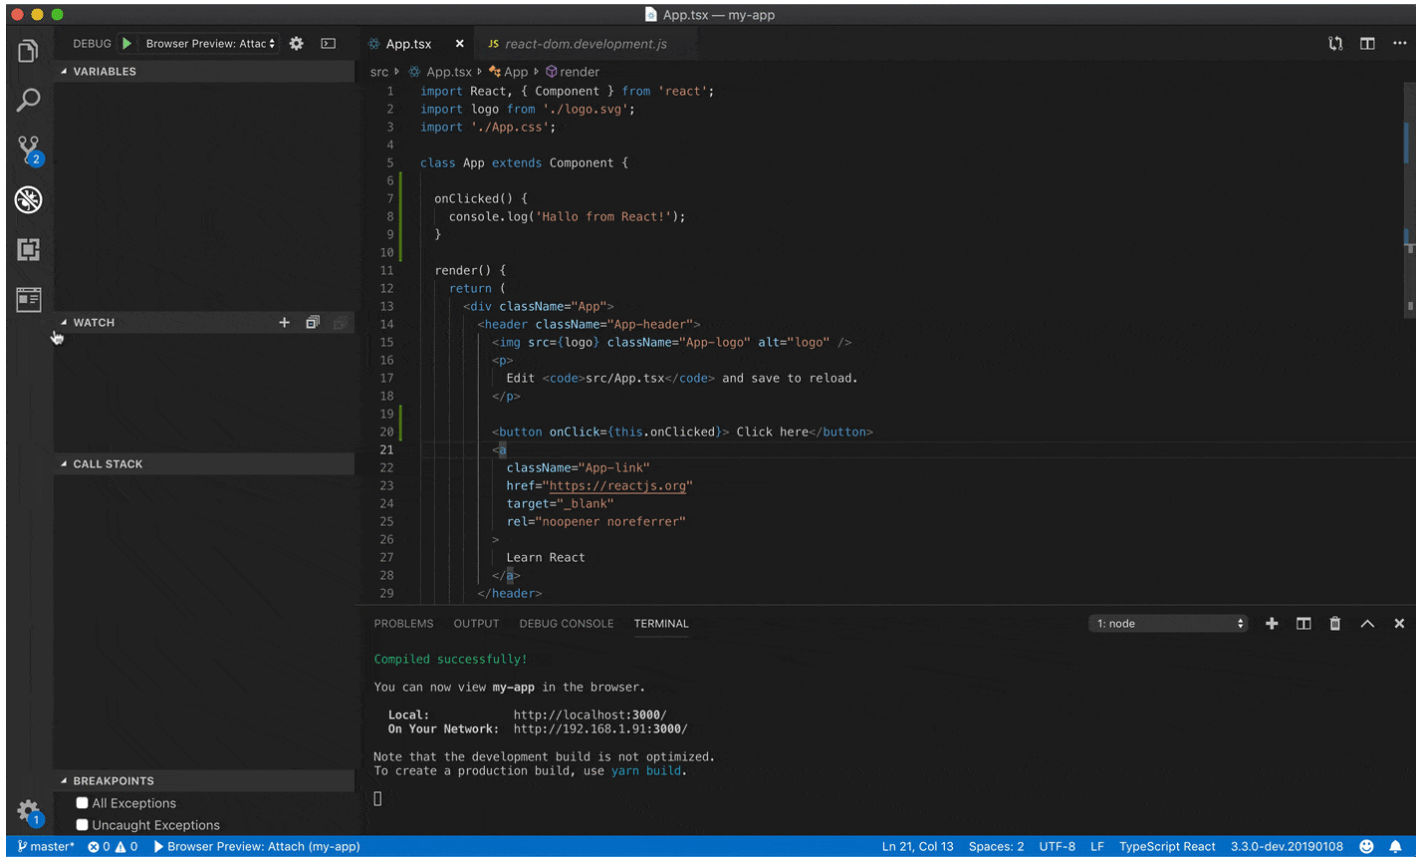 App.tsx — my-app
DEBUG Browser Preview: Attac
VARIABLES
2
WATCH
CALL STACK
BREAKPOINTS
All Exceptions
Uncaught Exceptions
1
App.tsx JS react-dom.development.js
src App.tsx App render
1 import React, { Component } from 'react';
2 import logo from './logo.svg';
3 import './App.css';
4
5 class App extends Component {
6
7 onClicked() {
8 console.log('Hallo from React!');
9 }
10
11 render() {
12 return (
13 <div className="App">
14 <header className="App-header">
15 <img src={logo} className="App-logo" alt="logo" />
16 <p>
17 Edit <code>src/App.tsx</code> and save to reload.
18 </p>
19
20 <button onClick={this.onClicked}> Click here</button>
21 <a
22 className="App-link"
23 href="https://reactjs.org"
24 target="_blank"
25 rel="noopener noreferrer"
26 >
27 Learn React
28 </a>
29 </header>
PROBLEMS OUTPUT DEBUG CONSOLE TERMINAL 1: node
Compiled successfully!
You can now view my-app in the browser.
Local: http://localhost:3000/
On Your Network: http://192.168.1.91:3000/
Note that the development build is not optimized.
To create a production build, use yarn build.
master* 0 0 Browser Preview: Attach (my-app) Ln 21, Col 13 Spaces: 2 UTF-8 LF TypeScript React 3.3.0-dev.20190108